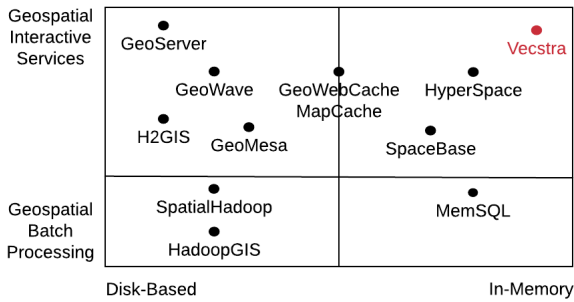 Geospatial
Interactive
Services
GeoServer
Vecstra
GeoWave
GeoWebCache
MapCache
HyperSpace
H2GIS
GeoMesa
SpaceBase
Geospatial
Batch
Processing
SpatialHadoop
MemSQL
HadoopGIS
Disk-Based
In-Memory